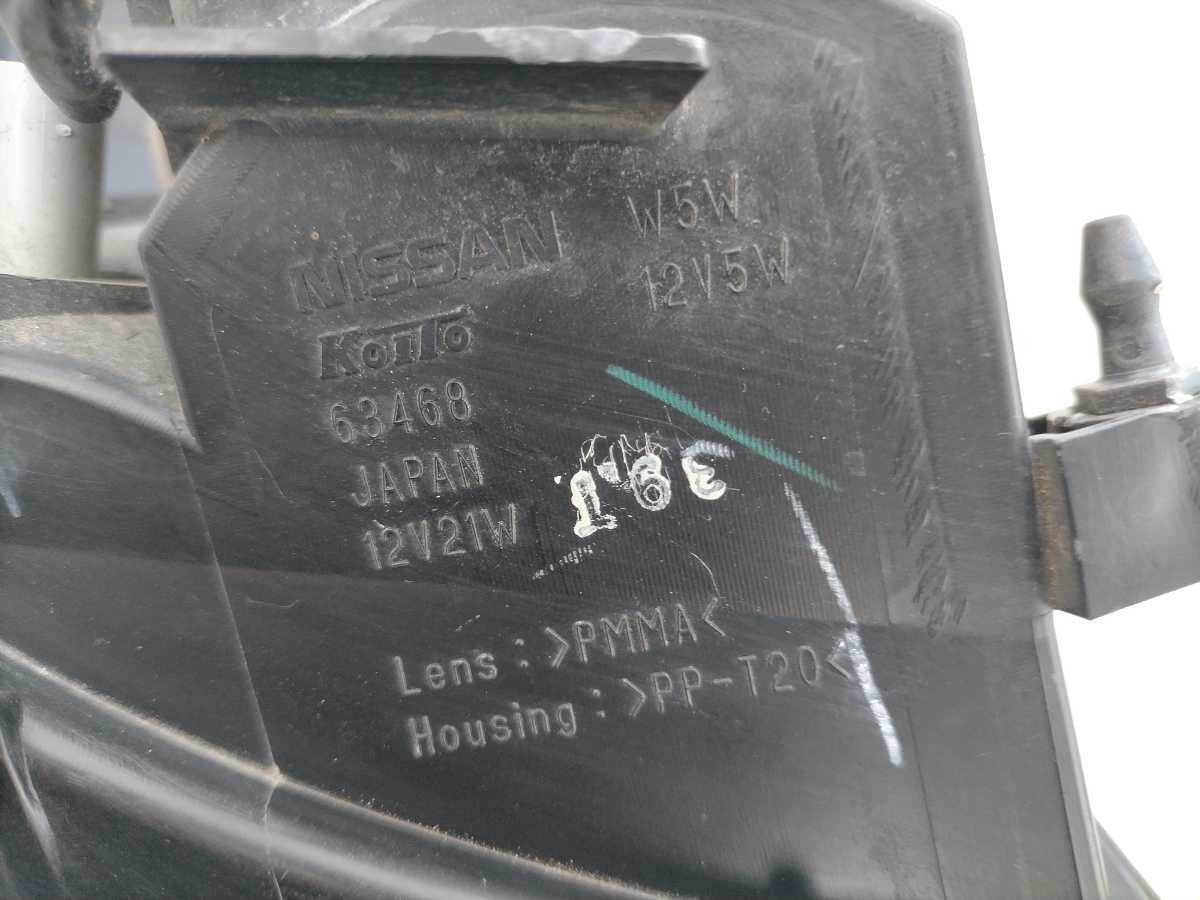 NISSAN
KOITO
63468
JAPAN
12V21W
W5W
12V5W
Lens : >PMMA<
Housing : >PP-T20<